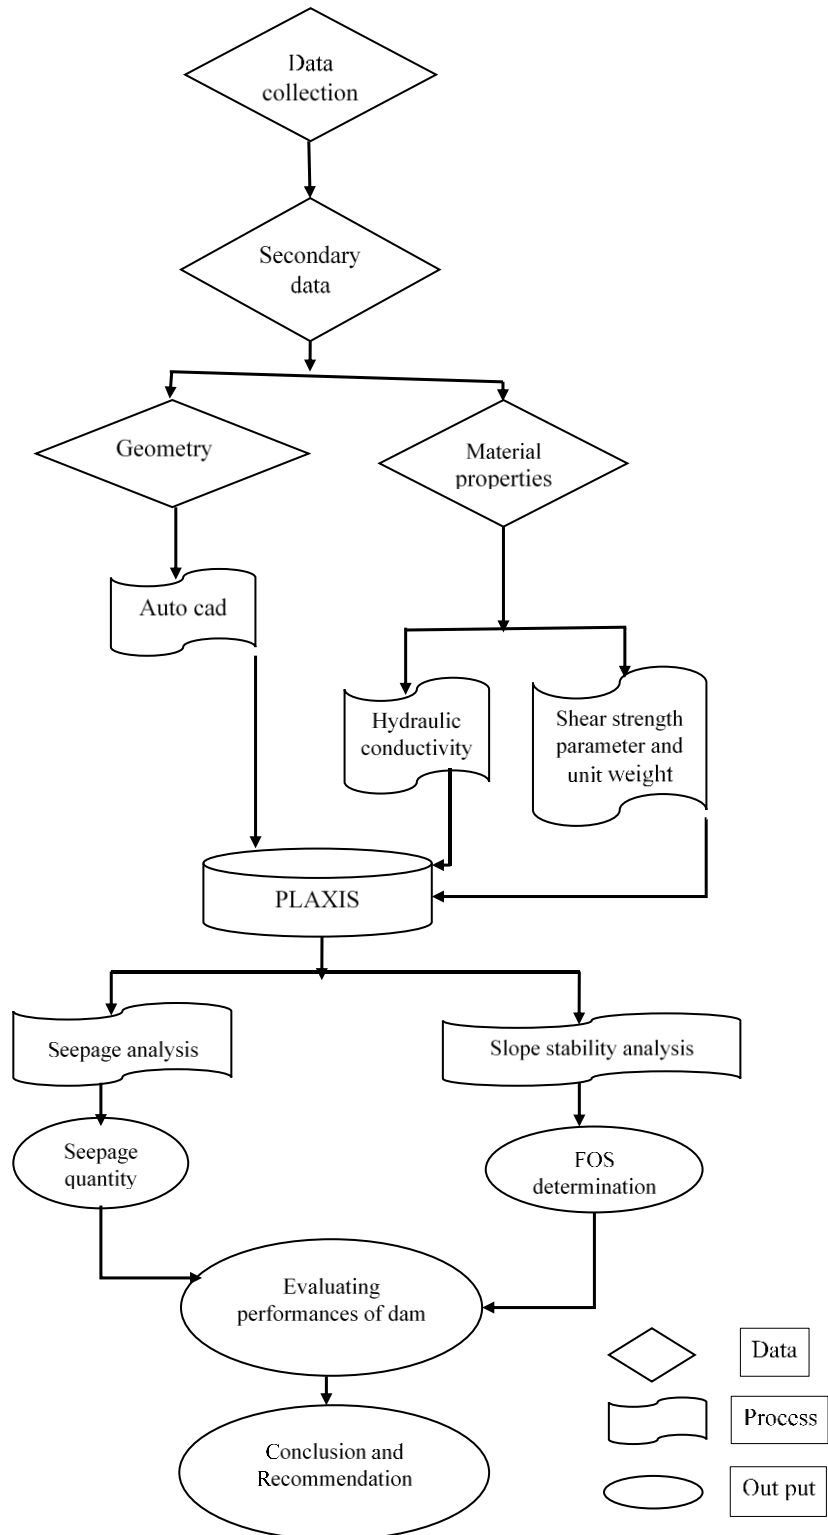 Data
collection
Secondary
data
Geometry
Material
properties
Auto cad
Hydraulic
conductivity
Shear strength
parameter and
unit weight
PLAXIS
Seepage analysis
Slope stability analysis
Seepage
quantity
FOS
determination
Evaluating
performances of dam
Conclusion and
Recommendation
Data
Process
Out put